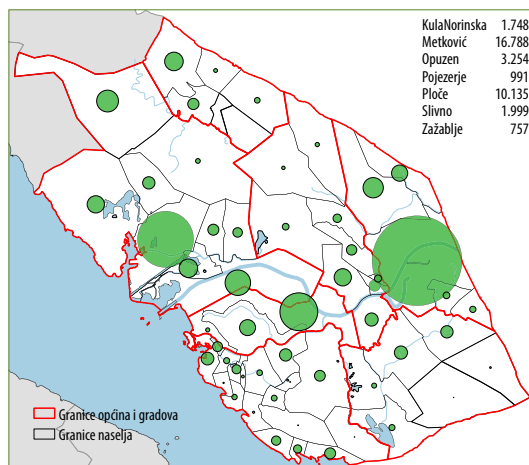 KulaNorinska 1.748
Metković 16.788
Opuzen 3.254
Pojezerje 991
Ploče 10.135
Slivno 1.999
Zažablje 757
Granice općina i gradova
Granice naselja